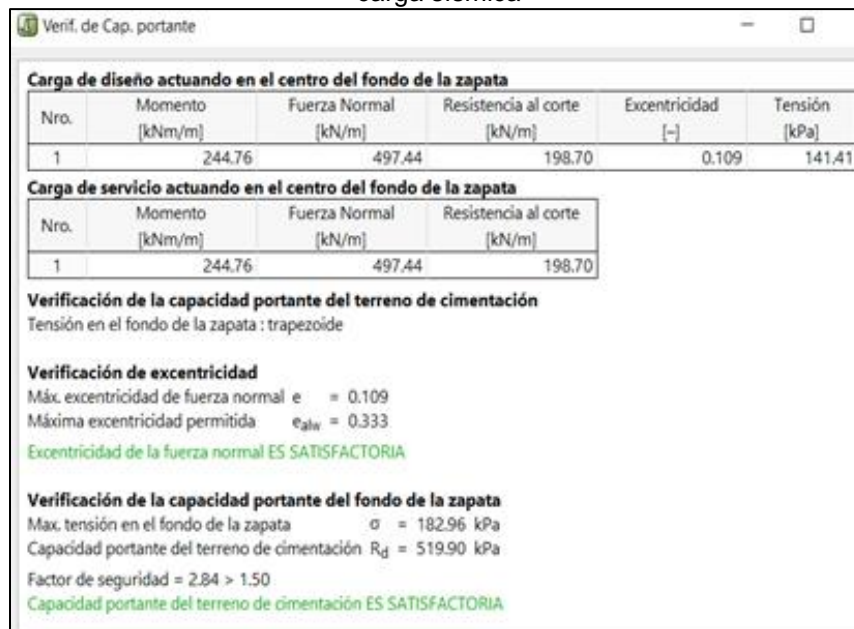 carga sísmica
Verif. de Cap. portante
Carga de diseño actuando en el centro del fondo de la zapata
Nro. Momento [kNm/m] Fuerza Normal [kN/m] Resistencia al corte [kN/m] Excentricidad [–] Tensión [kPa]
1 244.76 497.44 198.70 0.109 141.41
Carga de servicio actuando en el centro del fondo de la zapata
Nro. Momento [kNm/m] Fuerza Normal [kN/m] Resistencia al corte [kN/m]
1 244.76 497.44 198.70
Verificación de la capacidad portante del terreno de cimentación
Tensión en el fondo de la zapata : trapezoide
Verificación de excentricidad
Máx. excentricidad de fuerza normal e = 0.109
Máxima excentricidad permitida e_alw = 0.333
Excentricidad de la fuerza normal ES SATISFACTORIA
Verificación de la capacidad portante del fondo de la zapata
Max. tensión en el fondo de la zapata σ = 182.96 kPa
Capacidad portante del terreno de cimentación R_d = 519.90 kPa
Factor de seguridad = 2.84 > 1.50
Capacidad portante del terreno de cimentación ES SATISFACTORIA